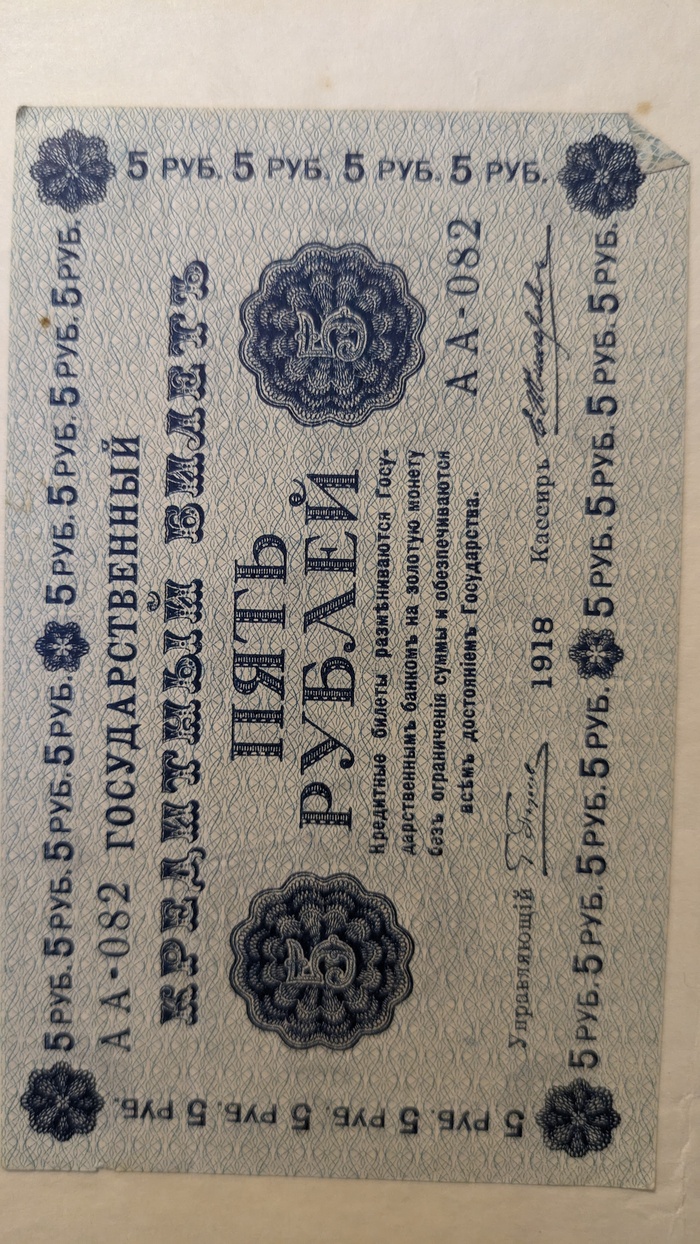 5 РУБ. 5 РУБ. 5 РУБ. 5 РУБ. 5 РУБ. 5 РУБ. 5 РУБ. 5 РУБ.
АА-082 ГОСУДАРСТВЕННЫЙ
КРЕДИТНЫЙ БИЛЕТЪ
ПЯТЬ
РУБЛЕЙ
5
5
Кредитные билеты размѣниваются Госу-
дарственнымъ банкомъ на золотую монету
безъ ограниченія суммы и обезпечиваются
всѣмъ достояніемъ Государства.
АА-082
Управляющій
1918
Кассиръ
5 РУБ. 5 РУБ. 5 РУБ. 5 РУБ. 5 РУБ. 5 РУБ. 5 РУБ. 5 РУБ.
5 РУБ. 5 РУБ. 5 РУБ. 5 РУБ.
5 РУБ. 5 РУБ. 5 РУБ. 5 РУБ.